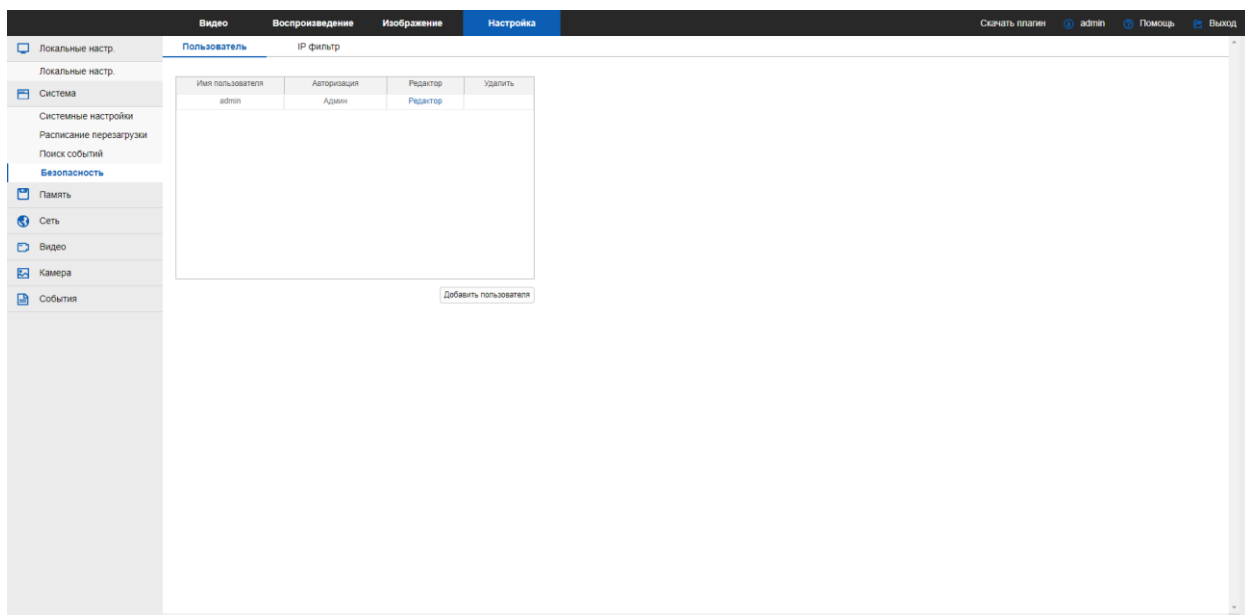 Видео Воспроизведение Изображение Настройка Скачать плагин admin Помощь Выход
Локальные настр.
Пользователь IP фильтр
Локальные настр.
Имя пользователя Авторизация Редактор Удалить
Система
admin Админ Редактор
Системные настройки
Расписание перезагрузки
Поиск событий
Безопасность
Память
Сеть
Видео
Камера
События
Добавить пользователя